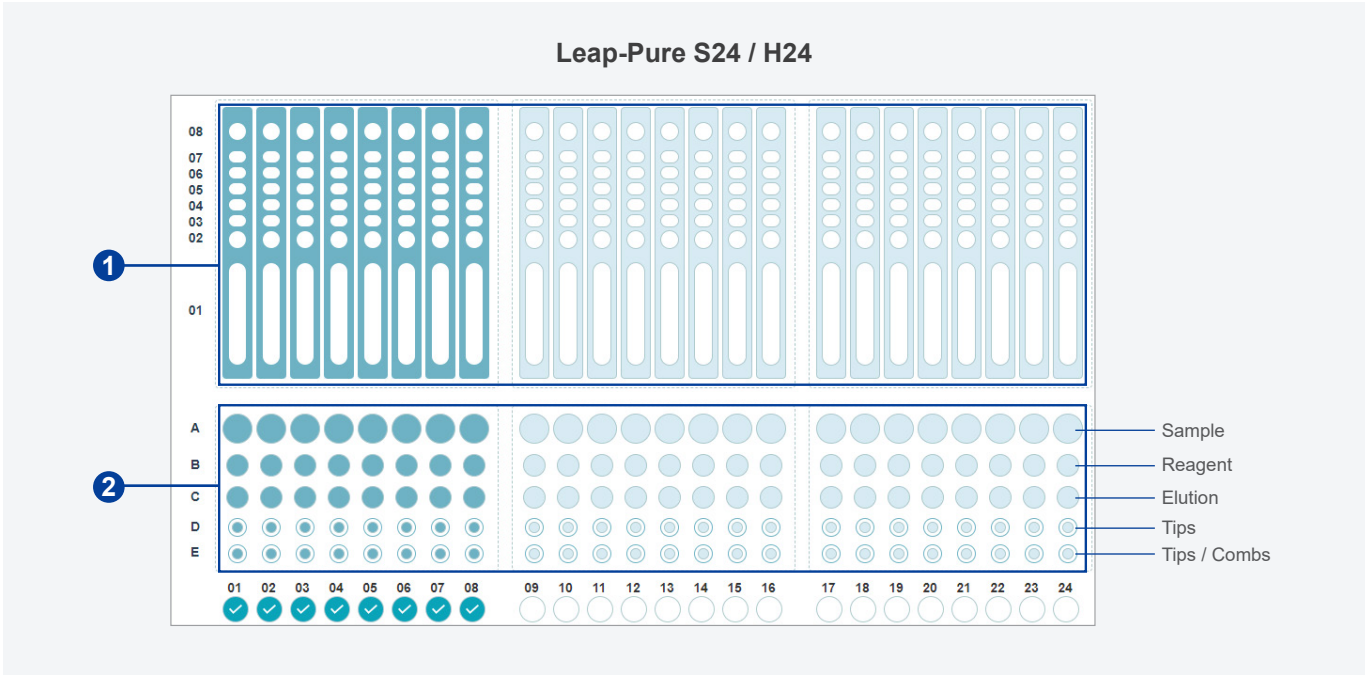 Leap-Pure S24 / H24
08
07
06
05
04
03
02
1
01
A
Sample
B
Reagent
2
C
Elution
D
Tips
E
Tips / Combs
01 02 03 04 05 06 07 08 09 10 11 12 13 14 15 16 17 18 19 20 21 22 23 24